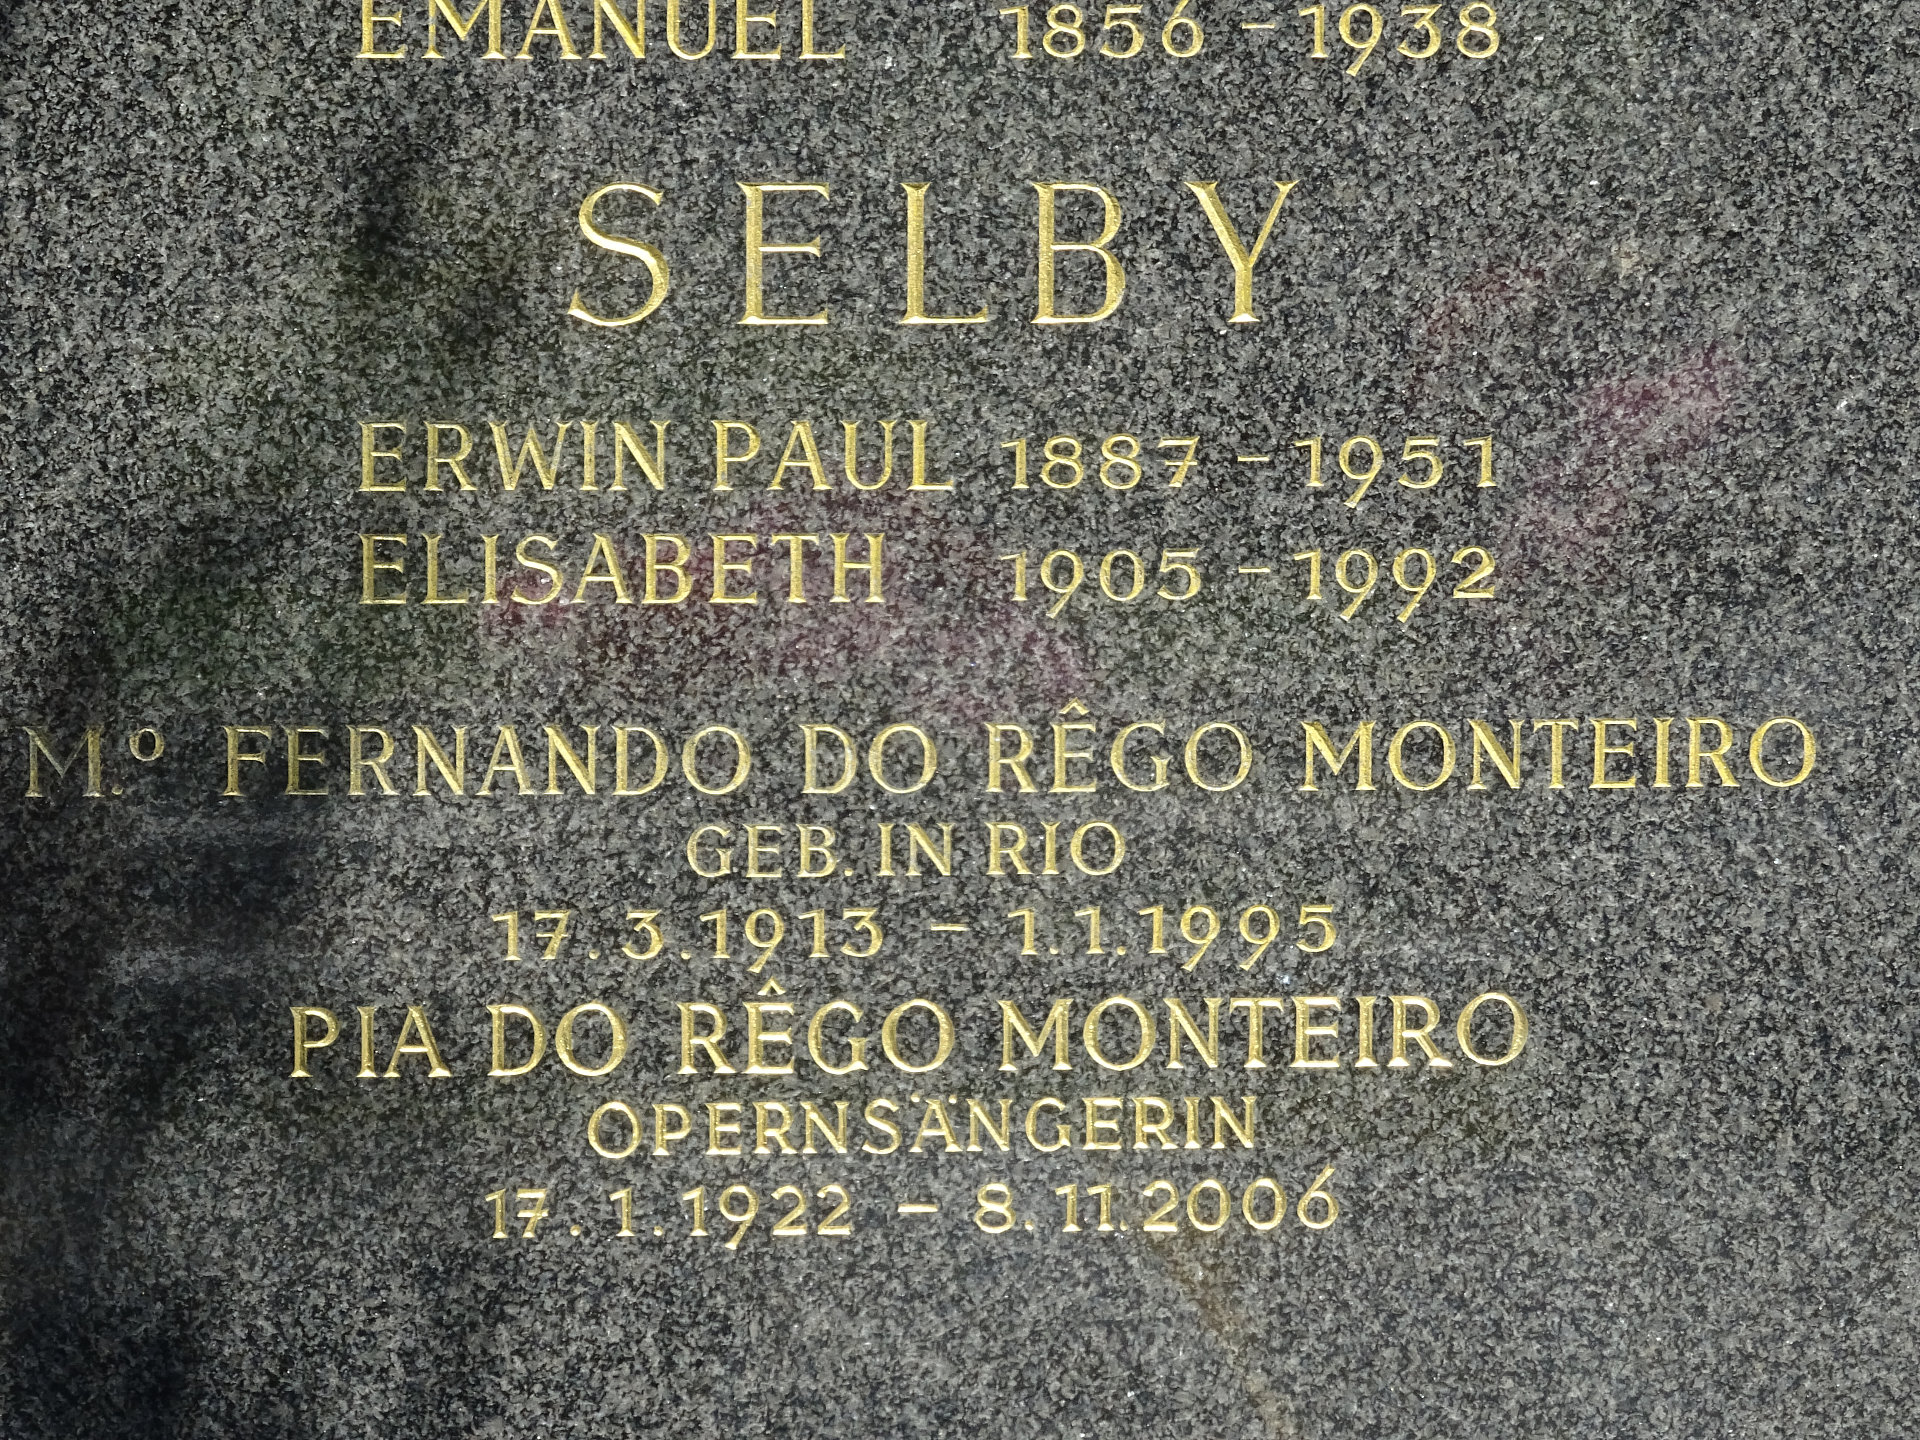 EMANUEL 1856 - 1938
SELBY
ERWIN PAUL 1887 - 1951
ELISABETH 1905 - 1992
M.º FERNANDO DO RÊGO MONTEIRO
GEB. IN RIO
17.3.1913 - 1.1.1995
PIA DO RÊGO MONTEIRO
OPERNSÄNGERIN
17.1.1922 - 8.11.2006